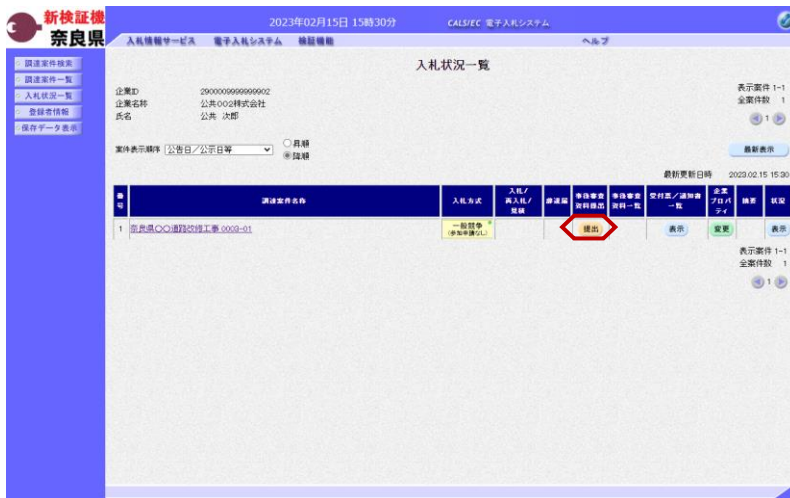 新検証機
奈良県
2023年02月15日 15時30分
CALS/EC 電子入札システム
入札情報サービス 電子入札システム 検証機能 ヘルプ
調達案件検索
調達案件一覧
入札状況一覧
登録者情報
保存データ表示
入札状況一覧
企業ID 2900009999999902
企業名称 公共002株式会社
氏名 公共 次郎
表示案件 1-1
全案件数 1
1
案件表示順序 公告日/公示日等
昇順
降順
最新表示
最新更新日時 2023.02.15 15:30
番号 調達案件名称 入札方式 入札/再入札/見積 辞退届 事後審査資料提出 事後審査資料一覧 受付票/通知書一覧 企業プロパティ 摘要 状況
1 奈良県〇〇道路改修工事 0003-01 一般競争(参加申請なし) 提出 表示 変更 表示
表示案件 1-1
全案件数 1
1